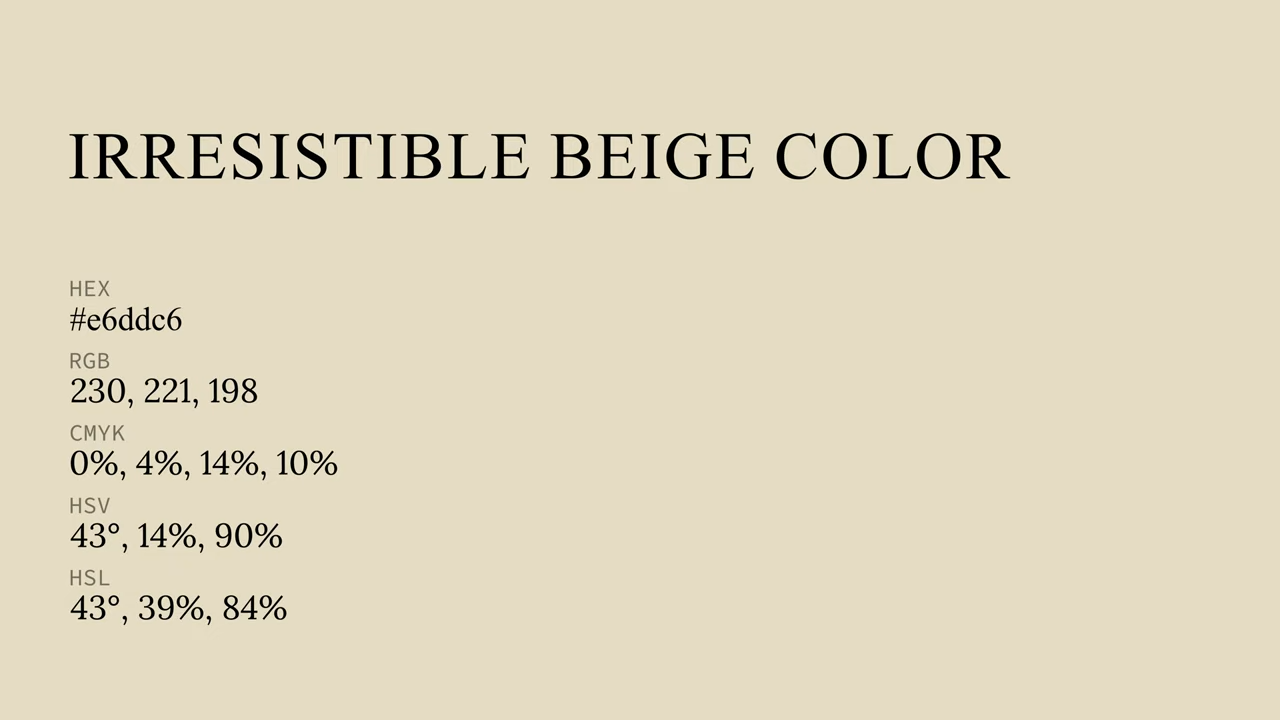 IRRESISTIBLE BEIGE COLOR
HEX
#e6ddc6
RGB
230, 221, 198
CMYK
0%, 4%, 14%, 10%
HSV
43°, 14%, 90%
HSL
43°, 39%, 84%